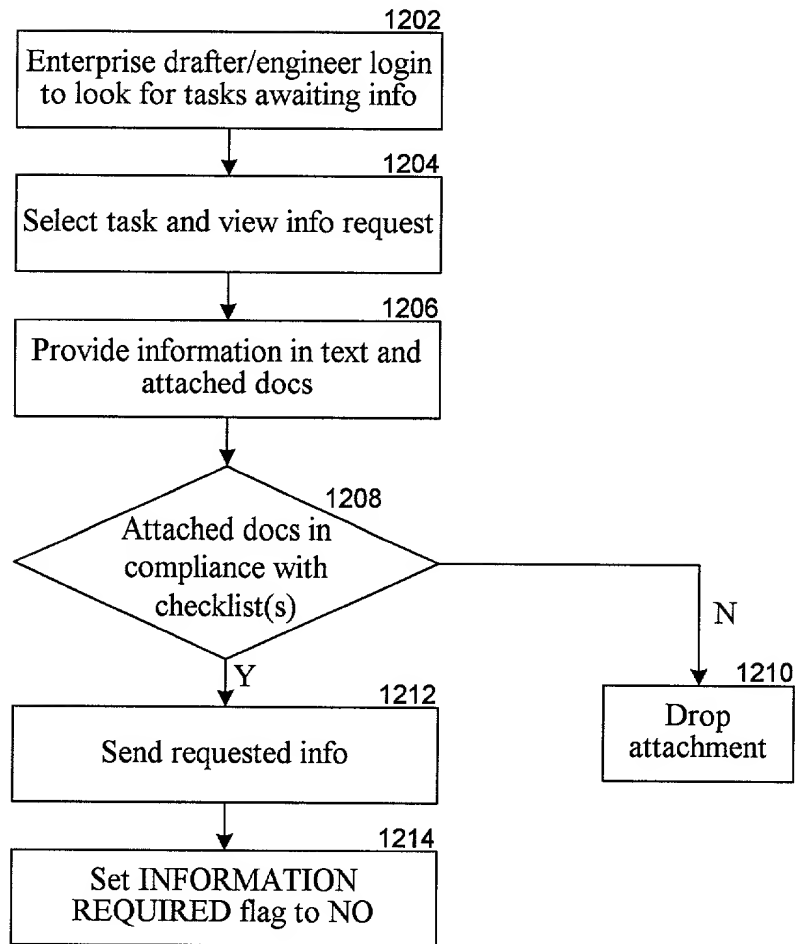 1202
Enterprise drafter/engineer login
to look for tasks awaiting info
1204
Select task and view info request
1206
Provide information in text and
attached docs
1208
Attached docs in
compliance with
checklist(s)
N
Y
1210
Drop
attachment
1212
Send requested info
1214
Set INFORMATION
REQUIRED flag to NO